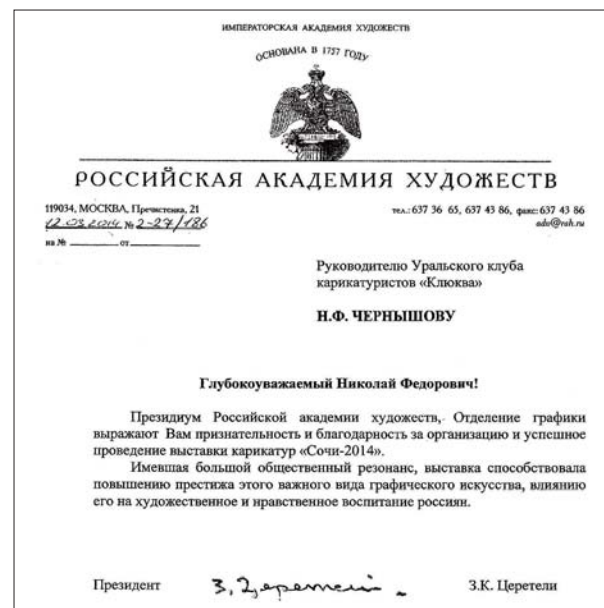 ИМПЕРАТОРСКАЯ АКАДЕМИЯ ХУДОЖЕСТВ
ОСНОВАНА В 1757 ГОДУ
РОССИЙСКАЯ АКАДЕМИЯ ХУДОЖЕСТВ
119034, МОСКВА, Пречистенка, 21
тел.: 637 36 65, 637 43 86, факс: 637 43 86
12.03.2014 № 2-27/186
adv@rah.ru
на № от
Руководителю Уральского клуба
карикатуристов «Клюква»
Н.Ф. ЧЕРНЫШОВУ
Глубокоуважаемый Николай Федорович!
Президиум Российской академии художеств, Отделение графики
выражают Вам признательность и благодарность за организацию и успешное
проведение выставки карикатур «Сочи-2014».
Имевшая большой общественный резонанс, выставка способствовала
повышению престижа этого важного вида графического искусства, влиянию
его на художественное и нравственное воспитание россиян.
Президент З. Церетели З.К. Церетели